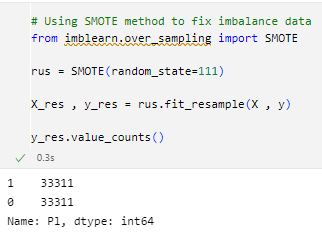 # Using SMOTE method to fix imbalance data
from imblearn.over_sampling import SMOTE
rus = SMOTE(random_state=111)
X_res , y_res = rus.fit_resample(X , y)
y_res.value_counts()
0.3s
1    33311
0    33311
Name: Pl, dtype: int64